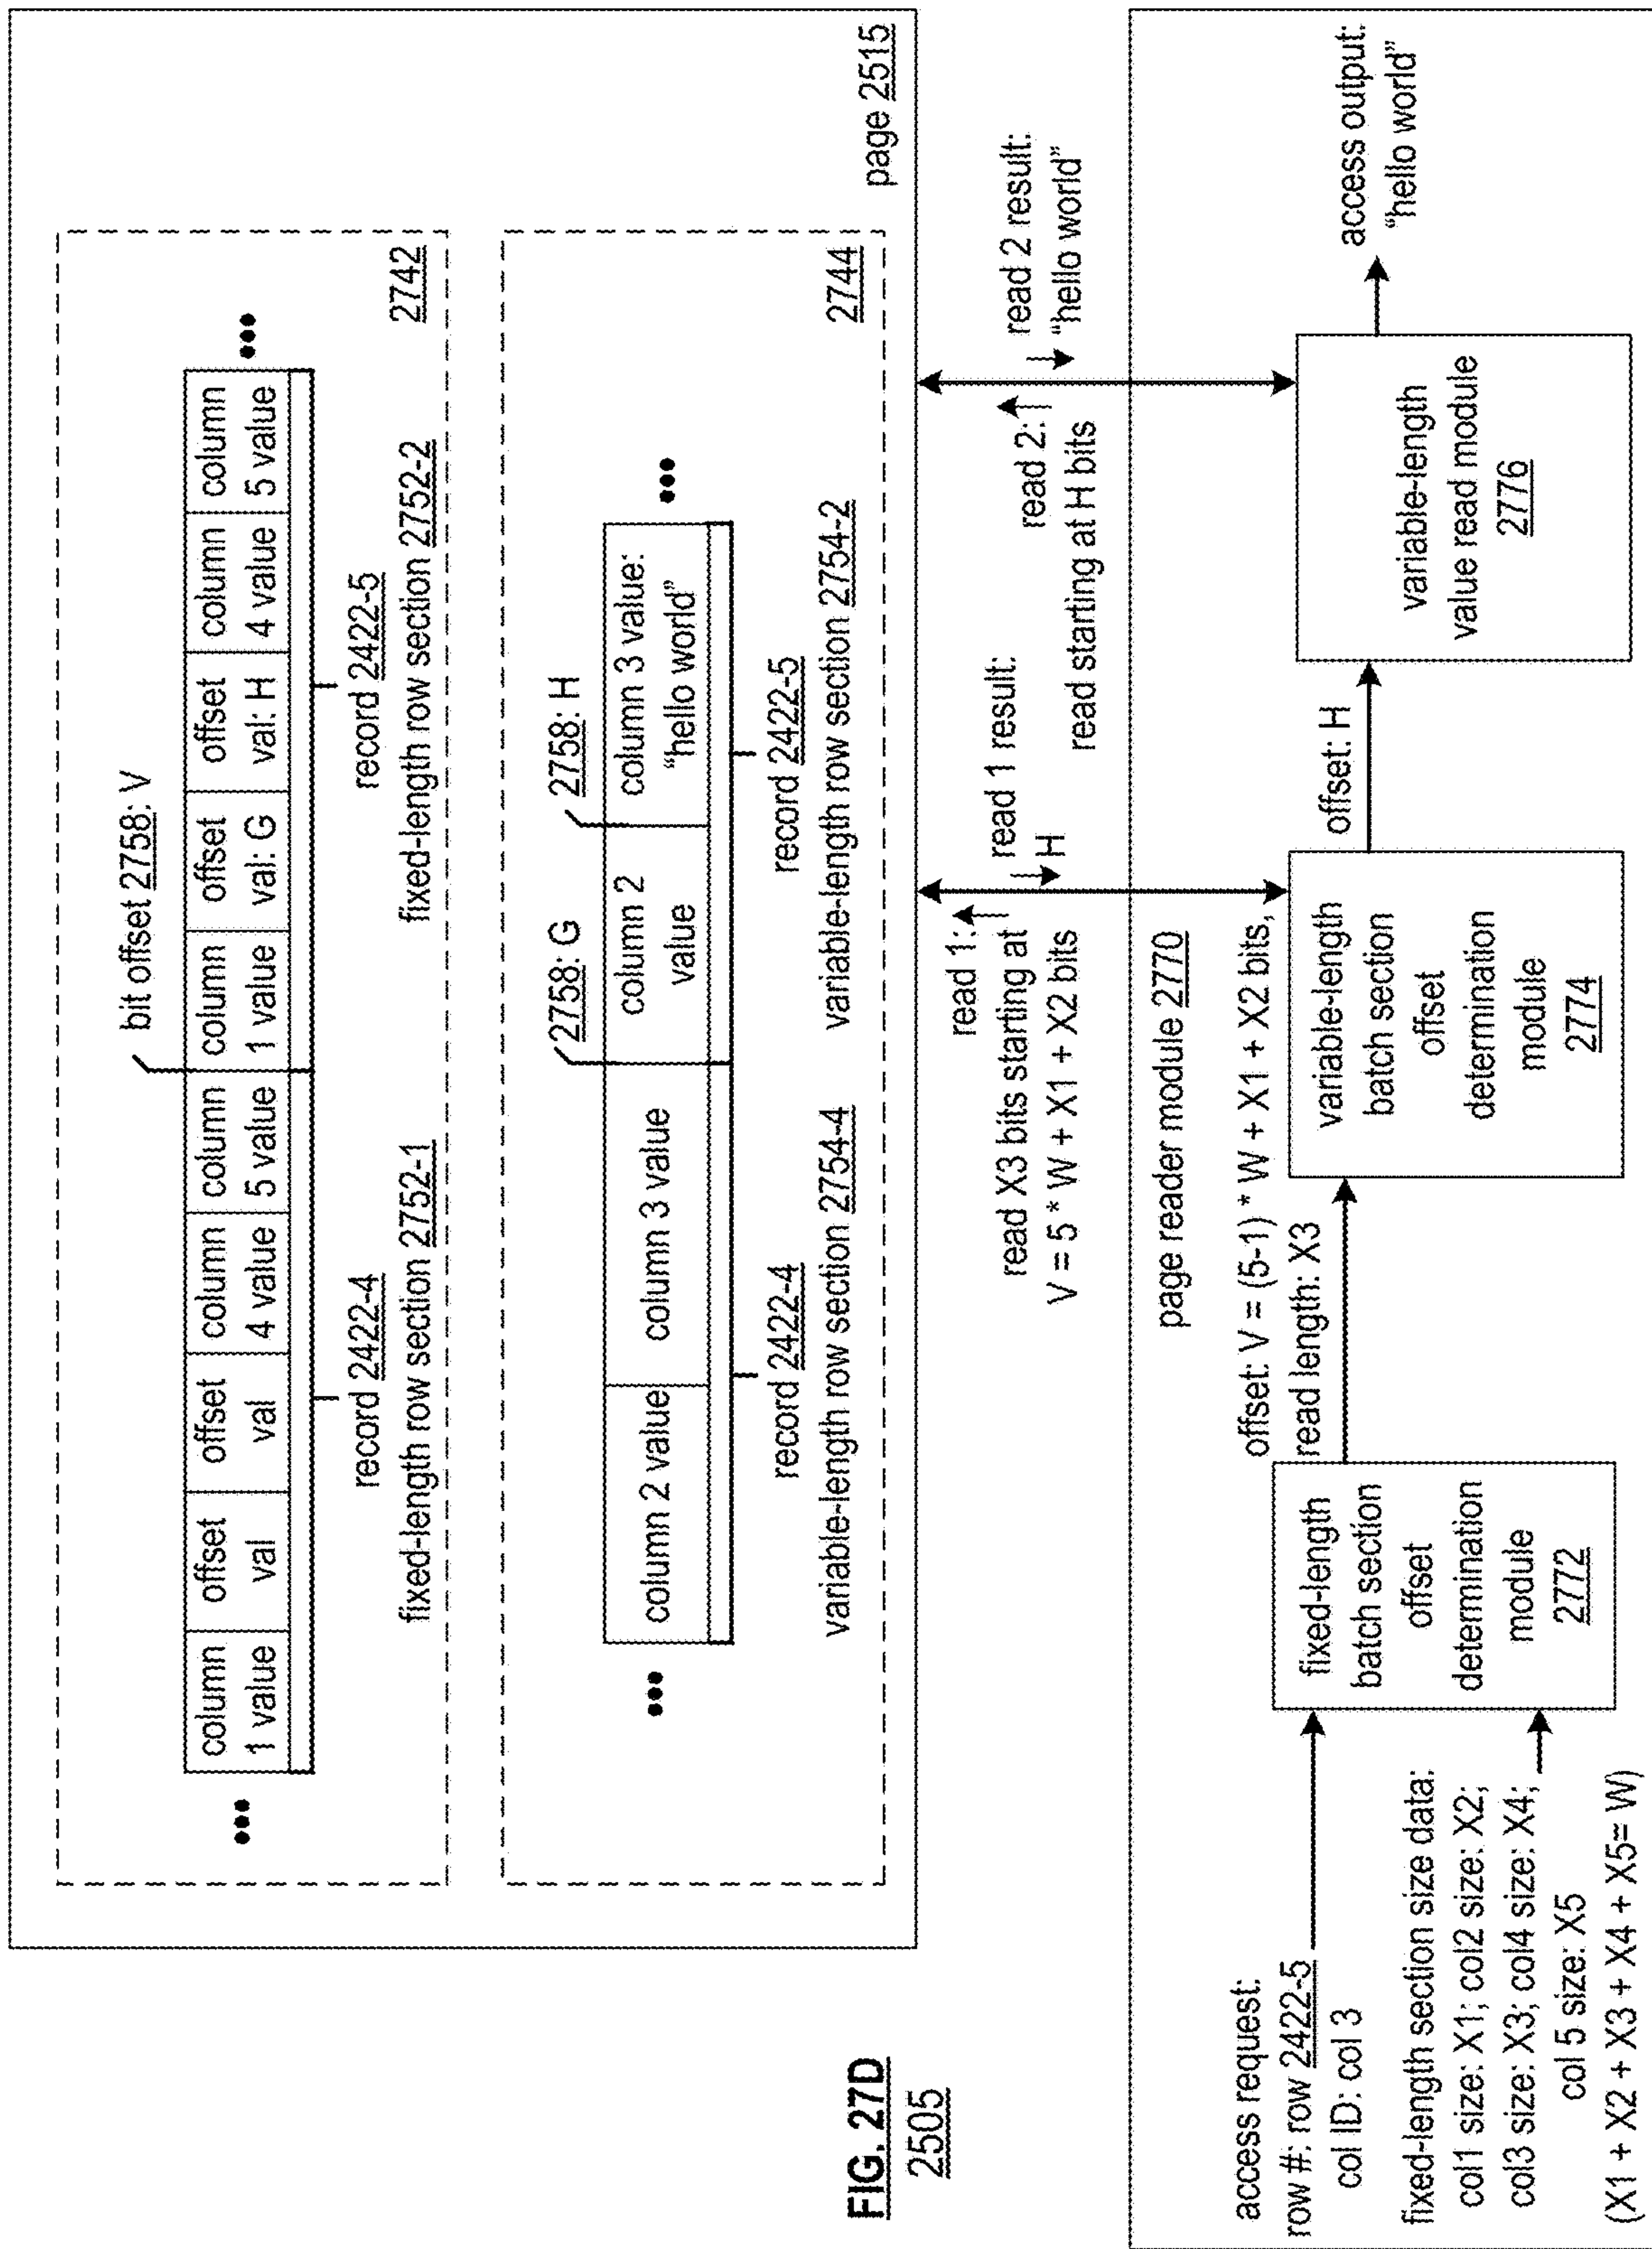 page 2515
2742
bit offset 2758: V
column
1 value
offset
val
offset
val
column
4 value
column
5 value
column
1 value
offset
val: G
offset
val: H
column
4 value
column
5 value
record 2422-4
fixed-length row section 2752-1
record 2422-5
fixed-length row section 2752-2
2744
2758: G
2758: H
column 2 value
column 3 value
column 2
value
column 3 value:
“hello world”
record 2422-4
variable-length row section 2754-4
record 2422-5
variable-length row section 2754-2
FIG. 27D
2505
read 1:
read X3 bits starting at
V = 5 * W + X1 + X2 bits
read 1 result:
H
read 2:
read starting at H bits
read 2 result:
“hello world”
page reader module 2770
access request:
row #: row 2422-5
col ID: col 3
fixed-length section size data:
col1 size: X1; col2 size: X2;
col3 size: X3; col4 size: X4;
col 5 size: X5
(X1 + X2 + X3 + X4 + X5= W)
fixed-length
batch section
offset
determination
module
2772
offset: V = (5-1) * W + X1 + X2 bits,
read length: X3
variable-length
batch section
offset
determination
module
2774
offset: H
variable-length
value read module
2776
access output:
“hello world”